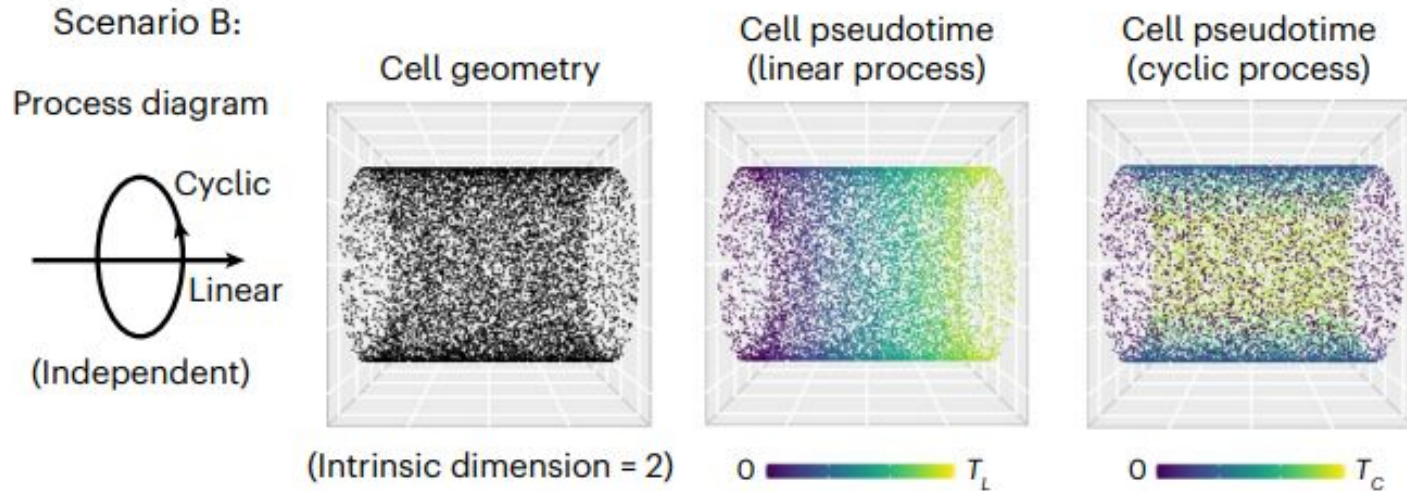 Scenario B:
Process diagram
Cyclic
Linear
(Independent)
Cell geometry
(Intrinsic dimension = 2)
Cell pseudotime
(linear process)
0 T_L
Cell pseudotime
(cyclic process)
0 T_C